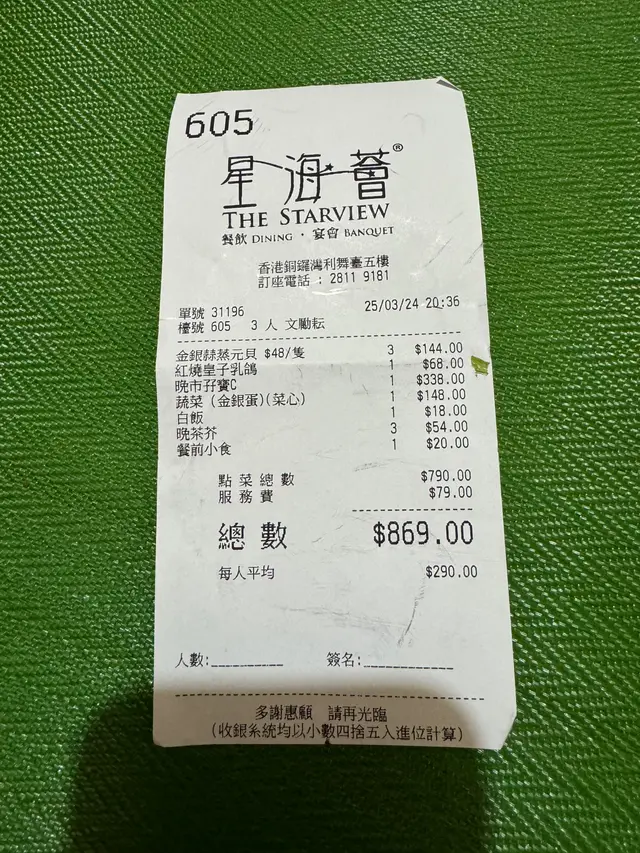 605
星海薈®
THE STARVIEW
餐飲 DINING · 宴會 BANQUET
香港銅鑼灣利舞臺五樓
訂座電話 : 2811 9181
單號 31196 25/03/24 20:36
檯號 605 3 人 文勵耘
金銀蒜蒸元貝 $48/隻 3 $144.00
紅燒皇子乳鴿 1 $68.00
晚市孖寶C 1 $338.00
蔬菜 (金銀蛋)(菜心) 1 $148.00
白飯 1 $18.00
晚茶芥 3 $54.00
餐前小食 1 $20.00
點菜總數 $790.00
服務費 $79.00
總數 $869.00
每人平均 $290.00
人數:__________ 簽名:____________
多謝惠顧 請再光臨
(收銀系統均以小數四捨五入進位計算)